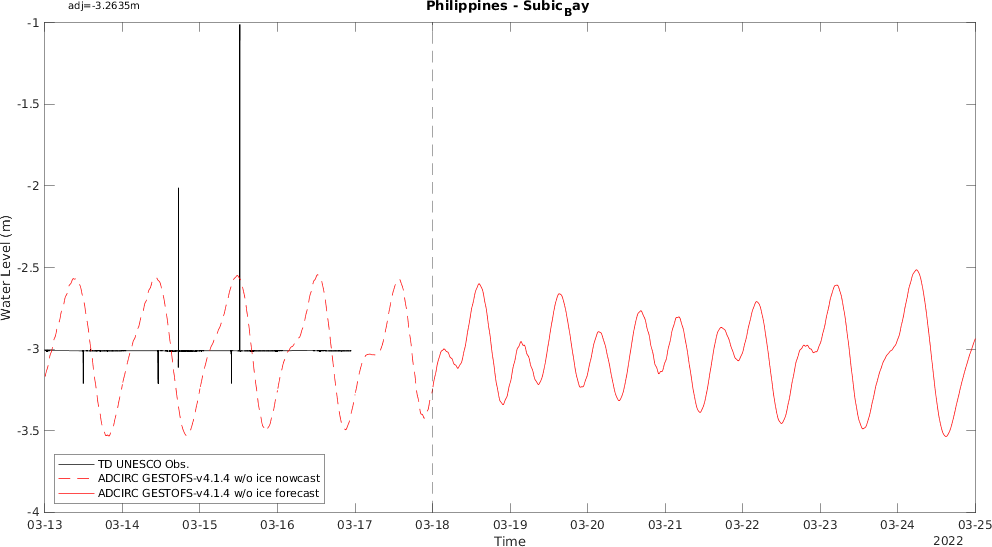 adj=-3.2635m
Philippines - Subic_Bay
-1
-1.5
-2
-2.5
-3
-3.5
-4
Water Level (m)
TD UNESCO Obs.
ADCIRC GESTOFS-v4.1.4 w/o ice nowcast
ADCIRC GESTOFS-v4.1.4 w/o ice forecast
03-13 03-14 03-15 03-16 03-17 03-18 03-19 03-20 03-21 03-22 03-23 03-24 03-25
Time
2022